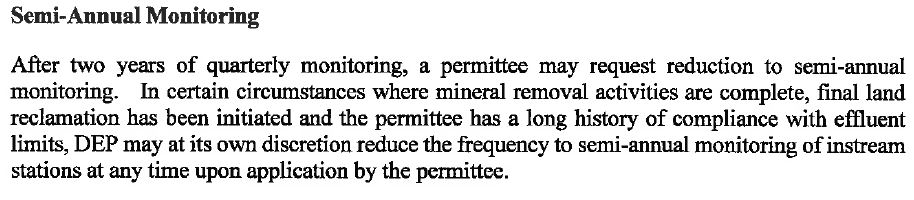 Semi-Annual Monitoring
After two years of quarterly monitoring, a permittee may request reduction to semi-annual
monitoring. In certain circumstances where mineral removal activities are complete, final land
reclamation has been initiated and the permittee has a long history of compliance with effluent
limits, DEP may at its own discretion reduce the frequency to semi-annual monitoring of instream
stations at any time upon application by the permittee.